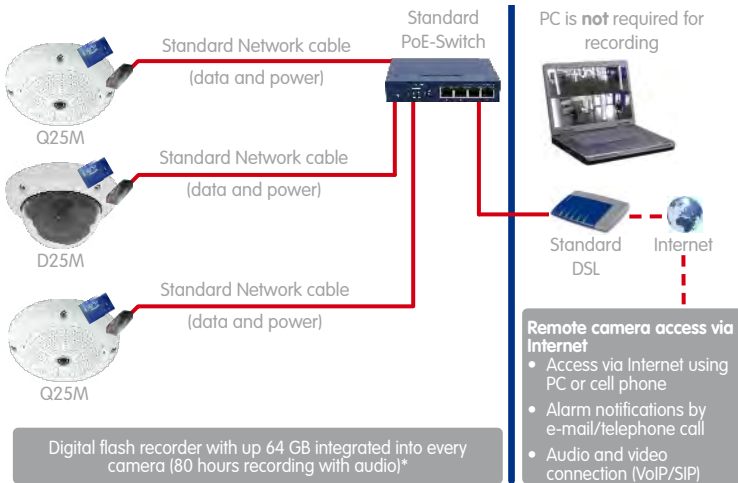 Standard
PoE-Switch
PC is not required for
recording
Standard Network cable
(data and power)
Q25M
Standard Network cable
(data and power)
D25M
Standard
DSL
Internet
Standard Network cable
(data and power)
Q25M
Remote camera access via
Internet
• Access via Internet using
PC or cell phone
• Alarm notifications by
e-mail/telephone call
• Audio and video
connection (VoIP/SIP)
Digital flash recorder with up 64 GB integrated into every
camera (80 hours recording with audio)*